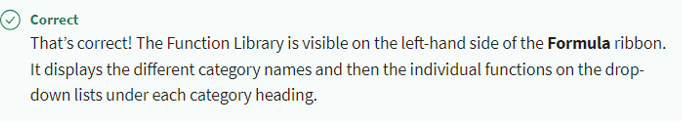 Correct
That's correct! The Function Library is visible on the left-hand side of the Formula ribbon.
It displays the different category names and then the individual functions on the drop-
down lists under each category heading.